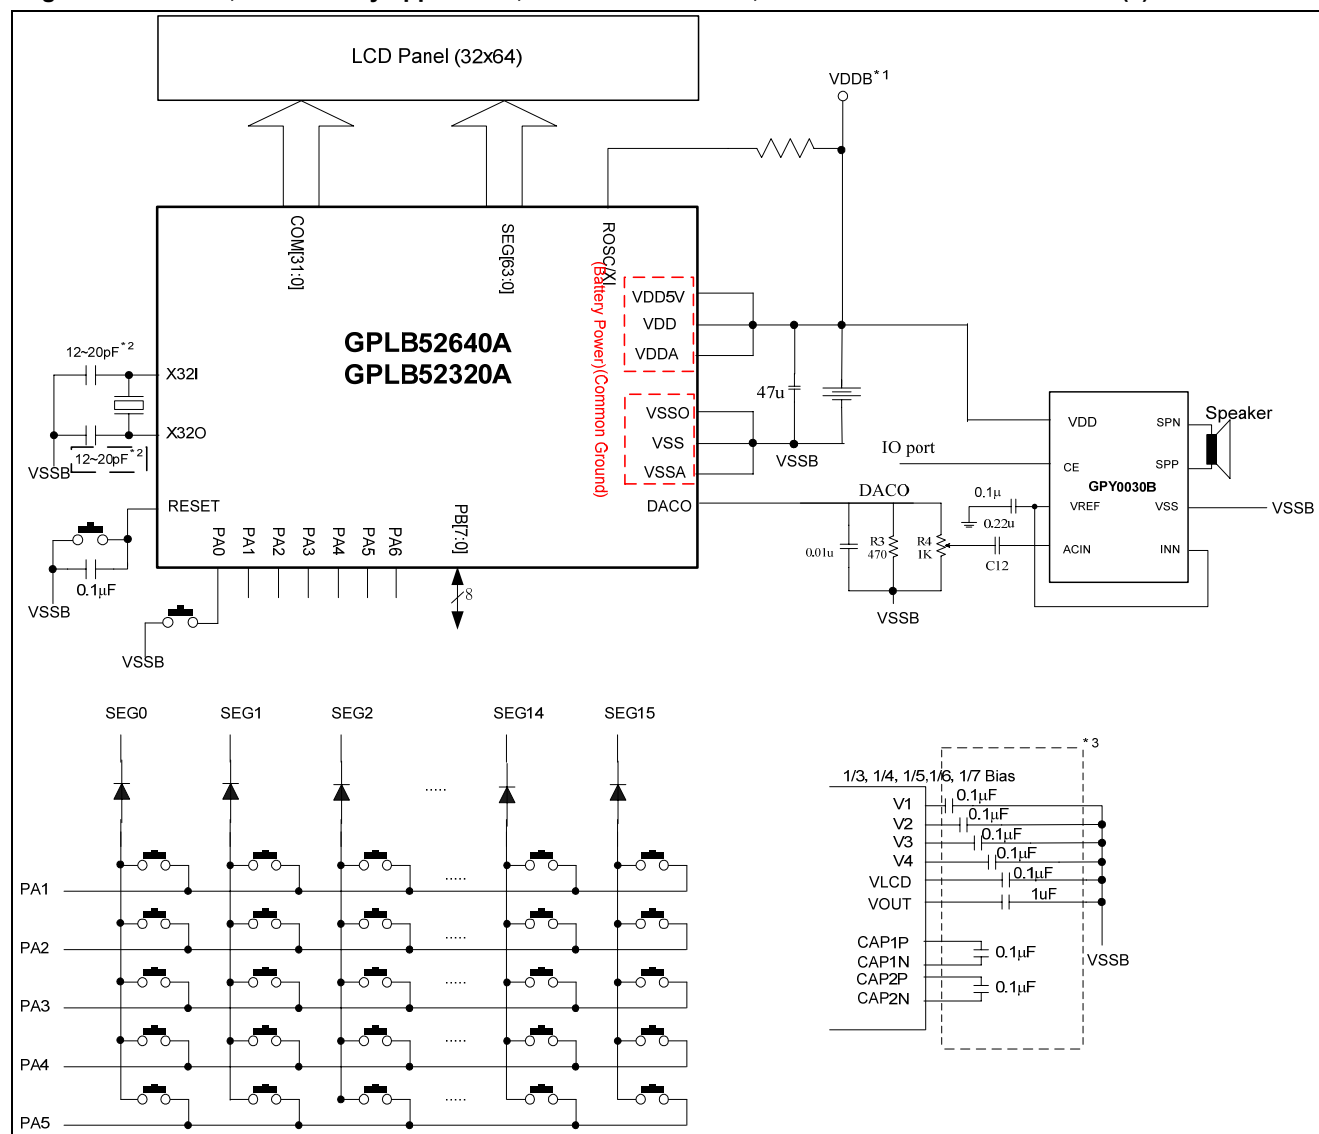 LCD Panel (32x64)
VDDB*1
COM[31:0]
SEG[63:0]
ROSC/XI
(Battery Power)(Common Ground)
VDD5V
VDD
VDDA
VSSO
VSS
VSSA
DACO
GPLB52640A
GPLB52320A
12~20pF*2
X32I
X32O
12~20pF*2
VSSB
RESET
0.1μF
VSSB
PA0
PA1
PA2
PA3
PA4
PA5
PA6
PB[7:0]
8
VSSB
47u
VSSB
IO port
DACO
0.01u
R3
470
R4
1K
VSSB
0.1μ
0.22u
C12
VDD
CE
VREF
ACIN
GPY0030B
SPN
SPP
VSS
INN
Speaker
VSSB
SEG0 SEG1 SEG2 SEG14 SEG15
.....
PA1 .....
PA2 .....
PA3 .....
PA4 .....
PA5 .....
*3
1/3, 1/4, 1/5,1/6, 1/7 Bias
V1 0.1μF
V2 0.1μF
V3 0.1μF
V4 0.1μF
VLCD 0.1μF
VOUT 1uF
CAP1P
CAP1N 0.1μF
CAP2P
CAP2N 0.1μF
VSSB